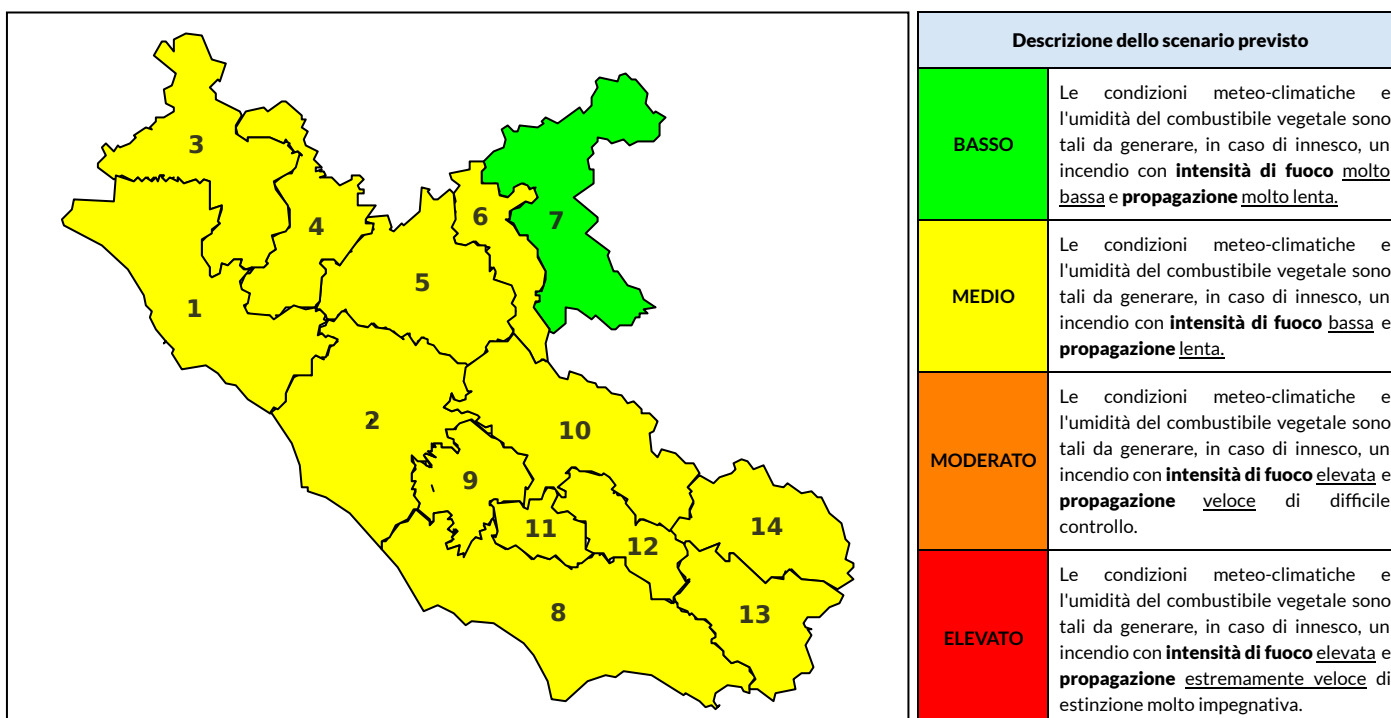 3
4
6
7
5
1
2
10
9
11
12
14
8
13
Descrizione dello scenario previsto
BASSO
Le condizioni meteo-climatiche e
l'umidità del combustibile vegetale sono
tali da generare, in caso di innesco, un
incendio con intensità di fuoco molto
bassa e propagazione molto lenta.
MEDIO
Le condizioni meteo-climatiche e
l'umidità del combustibile vegetale sono
tali da generare, in caso di innesco, un
incendio con intensità di fuoco bassa e
propagazione lenta.
MODERATO
Le condizioni meteo-climatiche e
l'umidità del combustibile vegetale sono
tali da generare, in caso di innesco, un
incendio con intensità di fuoco elevata e
propagazione veloce di difficile
controllo.
ELEVATO
Le condizioni meteo-climatiche e
l'umidità del combustibile vegetale sono
tali da generare, in caso di innesco, un
incendio con intensità di fuoco elevata e
propagazione estremamente veloce di
estinzione molto impegnativa.